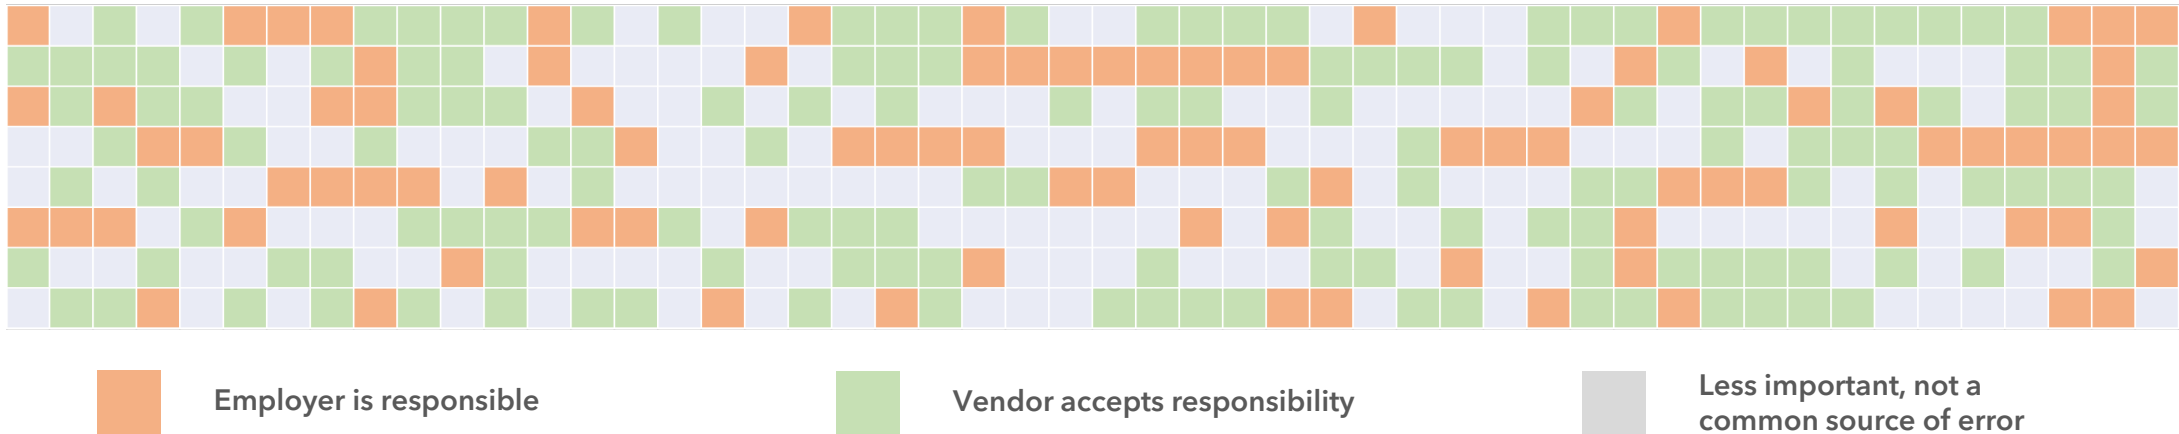 Employer is responsible
Vendor accepts responsibility
Less important, not a
common source of error